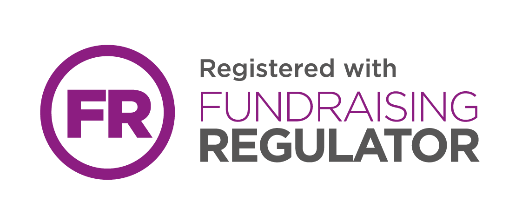 FR
Registered with
FUNDRAISING
REGULATOR